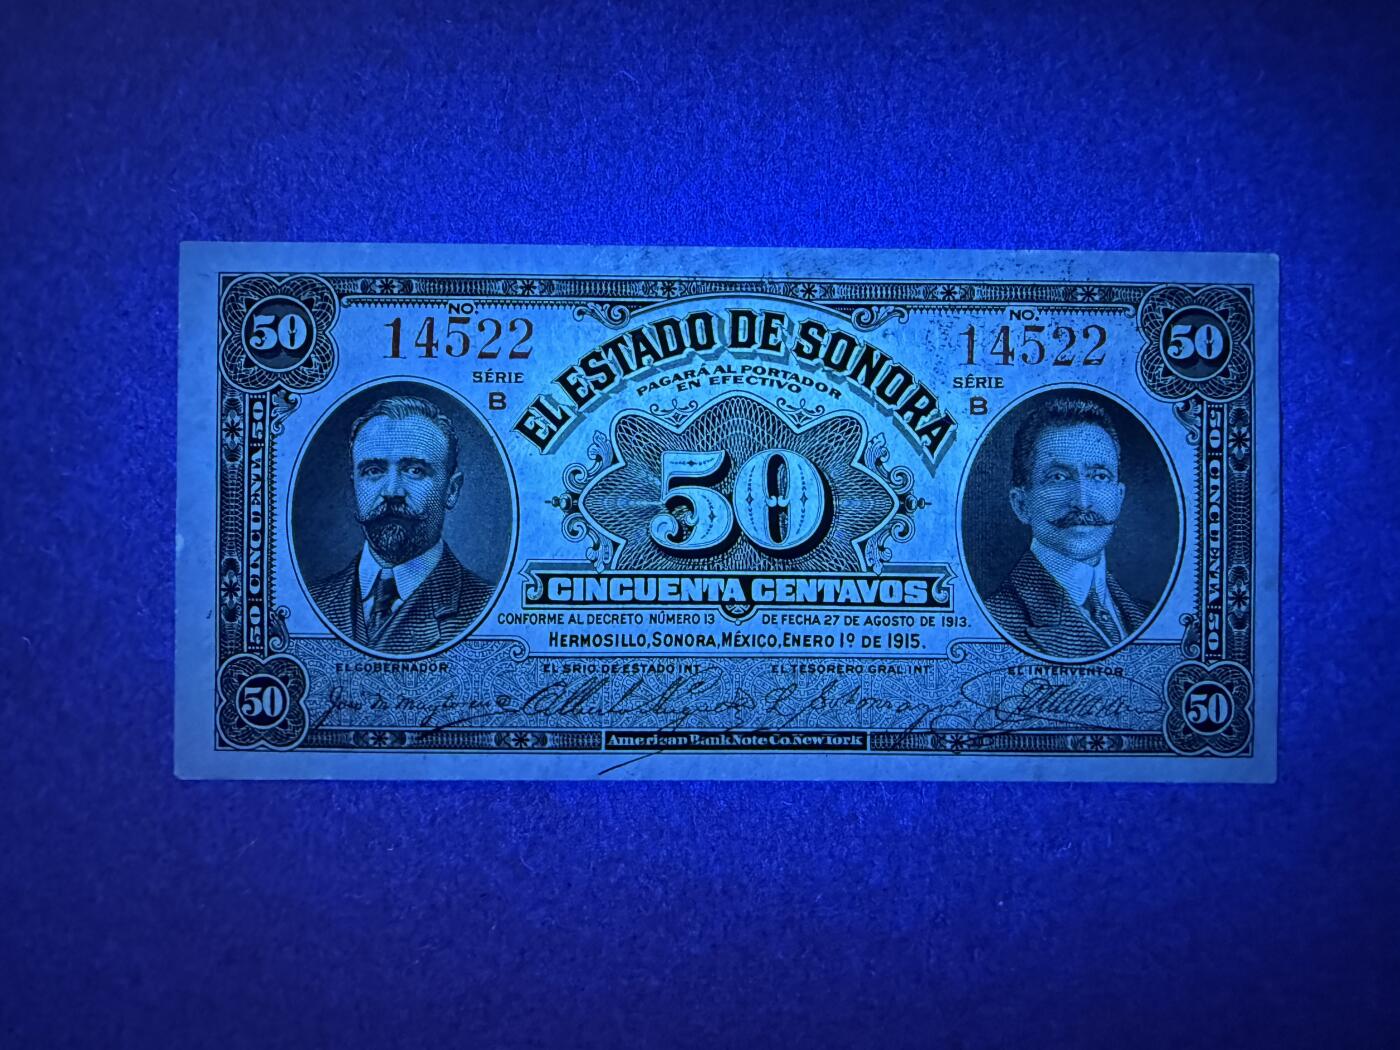 50
NO.
14522
SÉRIE
B
EL ESTADO DE SONORA
PAGARÁ AL PORTADOR
EN EFECTIVO
NO.
14522
SÉRIE
B
50
50 CINCUENTA 50
50
50 CINCUENTA 50
CINCUENTA CENTAVOS
CONFORME AL DECRETO NÚMERO 13 DE FECHA 27 DE AGOSTO DE 1913.
HERMOSILLO, SONORA, MÉXICO, ENERO 1º DE 1915.
EL GOBERNADOR
EL SRIO DE ESTADO INT.
EL TESORERO GRAL INT.
EL INTERVENTOR
50
50
American Bank Note Co. New York